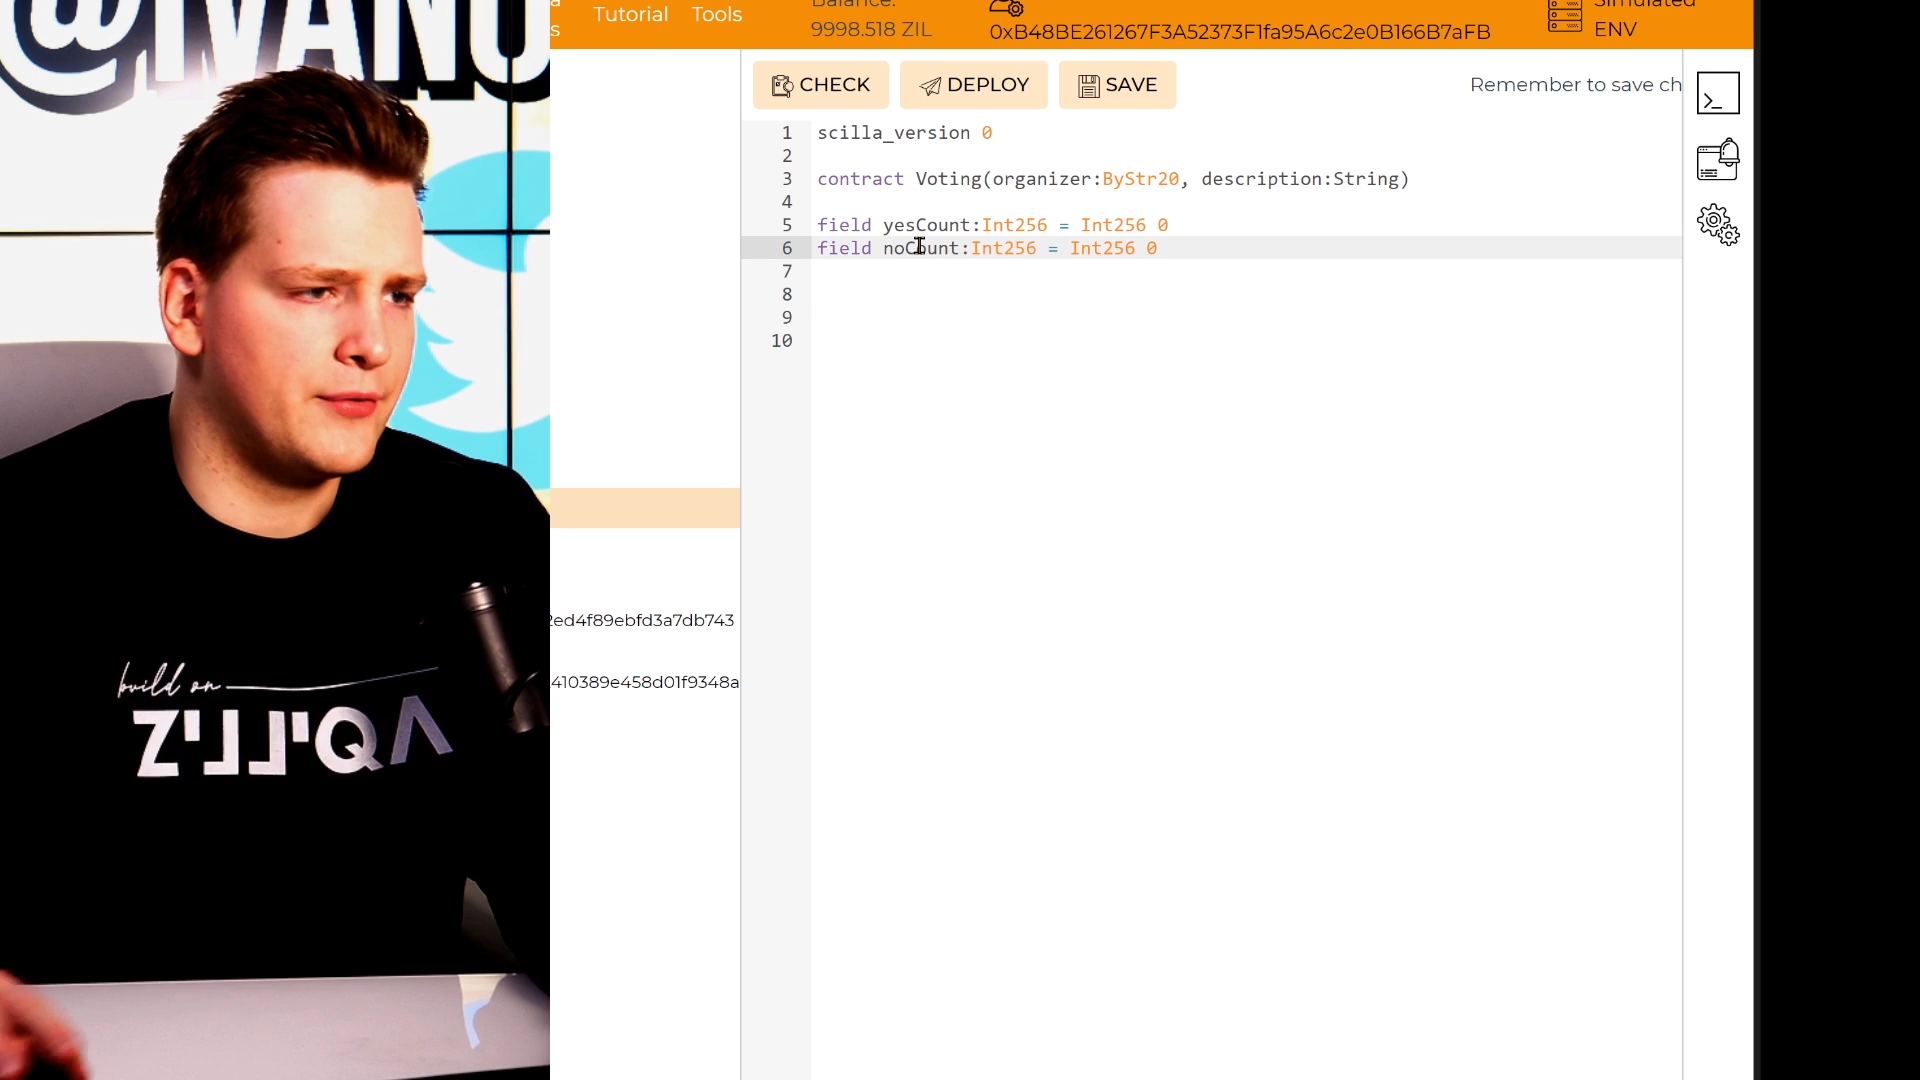 @IVANO
Tutorial Tools
9998.518 ZIL
0xB48BE261267F3A52373F1fa95A6c2e0B166B7aFB
Simulated
ENV
CHECK DEPLOY SAVE
Remember to save ch
1 scilla_version 0
2
3 contract Voting(organizer:ByStr20, description:String)
4
5 field yesCount:Int256 = Int256 0
6 field noCount:Int256 = Int256 0
7
8
9
10
ed4f89ebfd3a7db743
410389e458d01f9348a
build on
ZILLIQA